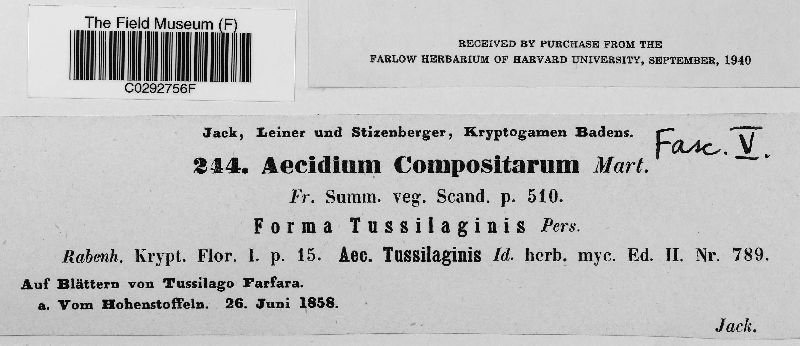 The Field Museum (F)
C0292756F
RECEIVED BY PURCHASE FROM THE
FARLOW HERBARIUM OF HARVARD UNIVERSITY, SEPTEMBER, 1940
Jack, Leiner und Stizenberger, Kryptogamen Badens.
Fasc. V.
244. Aecidium Compositarum Mart.
Fr. Summ. veg. Scand. p. 510.
Forma Tussilaginis Pers.
Rabenh. Krypt. Flor. I. p. 15. Aec. Tussilaginis Id. herb. myc. Ed. II. Nr. 789.
Auf Blättern von Tussilago Farfara.
a. Vom Hohenstoffeln. 26. Juni 1858.
Jack.